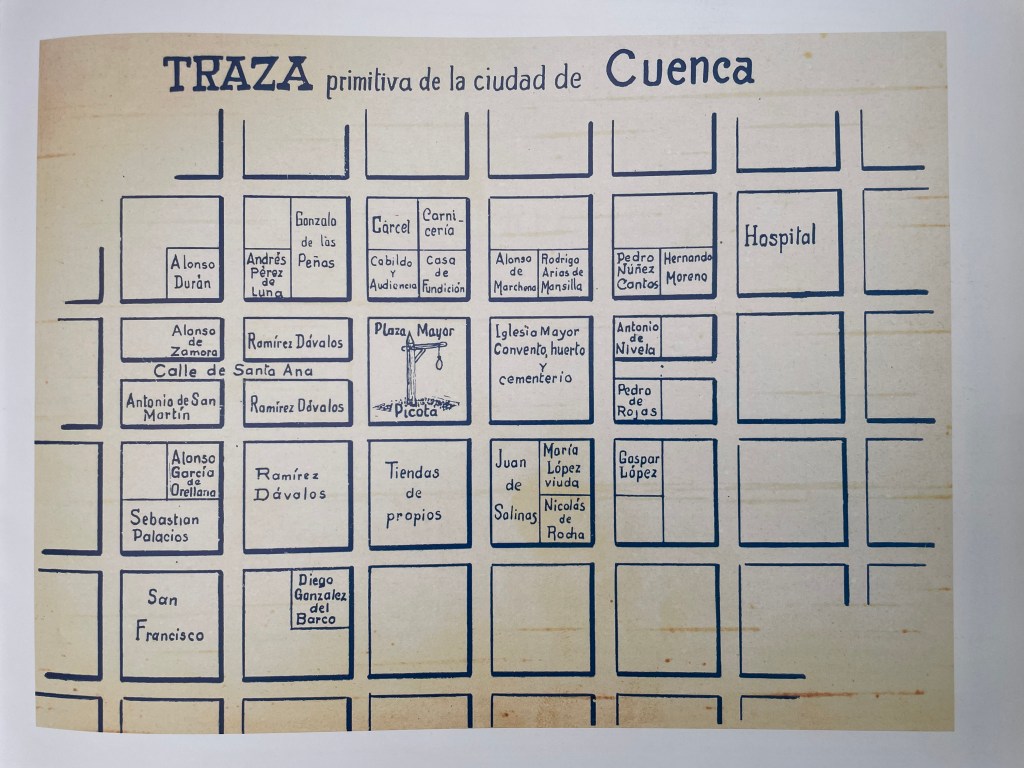 TRAZA primitiva de la ciudad de Cuenca
Alonso
Durán
Andrés
Pérez
de
Luna
Gonzalo
de las
Peñas
Cárcel
Carni-
cería
Cabildo
y
Audiencia
Casa
de
Fundición
Alonso
de
Marchena
Rodrigo
Arias de
Mansilla
Pedro
Núñez
Cantos
Hernando
Moreno
Hospital
Alonso
de
Zamora
Ramírez Dávalos
Plaza Mayor
Picota
Iglesia Mayor
Convento, huerto
y
cementerio
Antonio
de
Nivela
Calle de Santa Ana
Antonio de San
Martín
Ramírez Dávalos
Pedro
de
Rojas
Alonso
García
de
Orellana
Sebastian
Palacios
Ramírez
Dávalos
Tiendas
de
propios
Juan
de
Salinas
María
López
viuda
Nicolás
de
Rocha
Gaspar
López
San
Francisco
Diego
Gonzalez
del
Barco